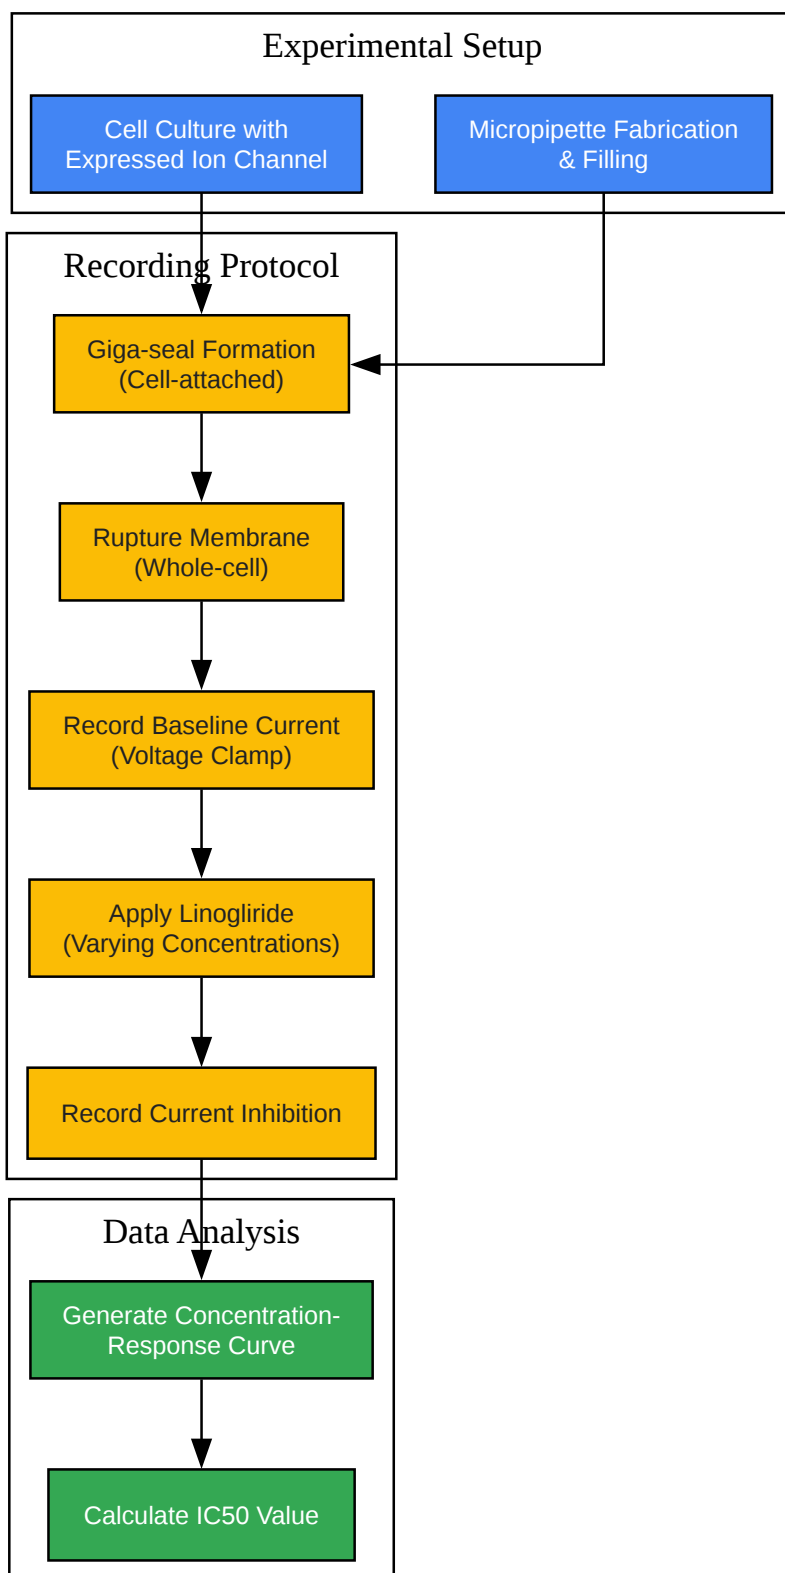 Experimental Setup
Cell Culture with
Expressed Ion Channel
Micropipette Fabrication
& Filling
Recording Protocol
Giga-seal Formation
(Cell-attached)
Rupture Membrane
(Whole-cell)
Record Baseline Current
(Voltage Clamp)
Apply Linogliride
(Varying Concentrations)
Record Current Inhibition
Data Analysis
Generate Concentration-
Response Curve
Calculate IC50 Value